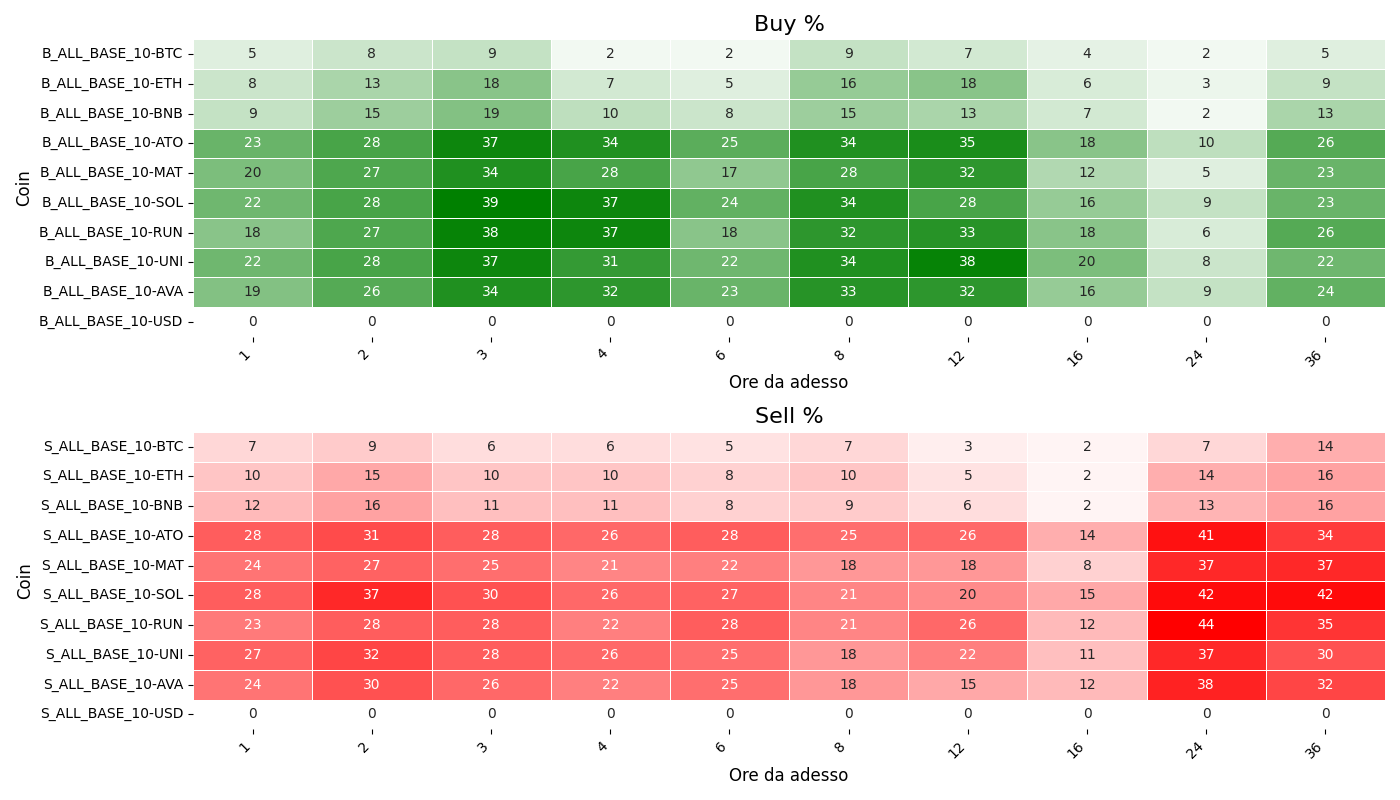 Buy %
Coin
B_ALL_BASE_10-BTC 5 8 9 2 2 9 7 4 2 5
B_ALL_BASE_10-ETH 8 13 18 7 5 16 18 6 3 9
B_ALL_BASE_10-BNB 9 15 19 10 8 15 13 7 2 13
B_ALL_BASE_10-ATO 23 28 37 34 25 34 35 18 10 26
B_ALL_BASE_10-MAT 20 27 34 28 17 28 32 12 5 23
B_ALL_BASE_10-SOL 22 28 39 37 24 34 28 16 9 23
B_ALL_BASE_10-RUN 18 27 38 37 18 32 33 18 6 26
B_ALL_BASE_10-UNI 22 28 37 31 22 34 38 20 8 22
B_ALL_BASE_10-AVA 19 26 34 32 23 33 32 16 9 24
B_ALL_BASE_10-USD 0 0 0 0 0 0 0 0 0 0
1 2 3 4 6 8 12 16 24 36
Ore da adesso
Sell %
Coin
S_ALL_BASE_10-BTC 7 9 6 6 5 7 3 2 7 14
S_ALL_BASE_10-ETH 10 15 10 10 8 10 5 2 14 16
S_ALL_BASE_10-BNB 12 16 11 11 8 9 6 2 13 16
S_ALL_BASE_10-ATO 28 31 28 26 28 25 26 14 41 34
S_ALL_BASE_10-MAT 24 27 25 21 22 18 18 8 37 37
S_ALL_BASE_10-SOL 28 37 30 26 27 21 20 15 42 42
S_ALL_BASE_10-RUN 23 28 28 22 28 21 26 12 44 35
S_ALL_BASE_10-UNI 27 32 28 26 25 18 22 11 37 30
S_ALL_BASE_10-AVA 24 30 26 22 25 18 15 12 38 32
S_ALL_BASE_10-USD 0 0 0 0 0 0 0 0 0 0
1 2 3 4 6 8 12 16 24 36
Ore da adesso